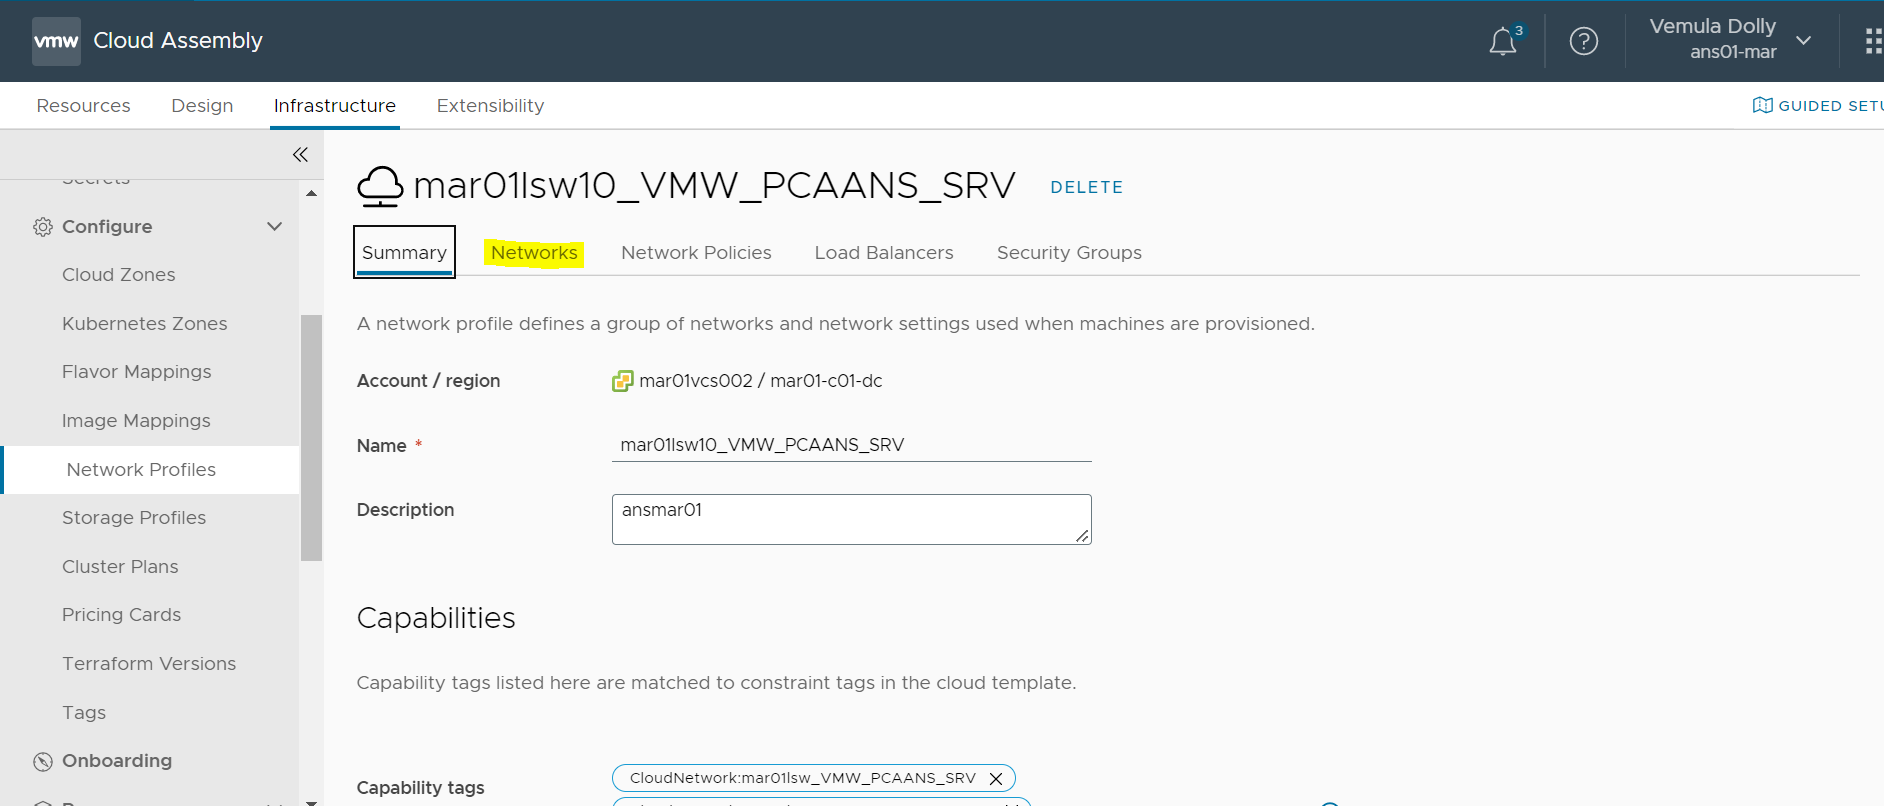 vmw Cloud Assembly
3
Vemula Dolly
ans01-mar
Resources Design Infrastructure Extensibility
GUIDED SETU
Secrets
Configure
Cloud Zones
Kubernetes Zones
Flavor Mappings
Image Mappings
Network Profiles
Storage Profiles
Cluster Plans
Pricing Cards
Terraform Versions
Tags
Onboarding
mar01lsw10_VMW_PCAANS_SRV DELETE
Summary Networks Network Policies Load Balancers Security Groups
A network profile defines a group of networks and network settings used when machines are provisioned.
Account / region mar01vcs002 / mar01-c01-dc
Name * mar01lsw10_VMW_PCAANS_SRV
Description ansmar01
Capabilities
Capability tags listed here are matched to constraint tags in the cloud template.
Capability tags CloudNetwork:mar01lsw_VMW_PCAANS_SRV